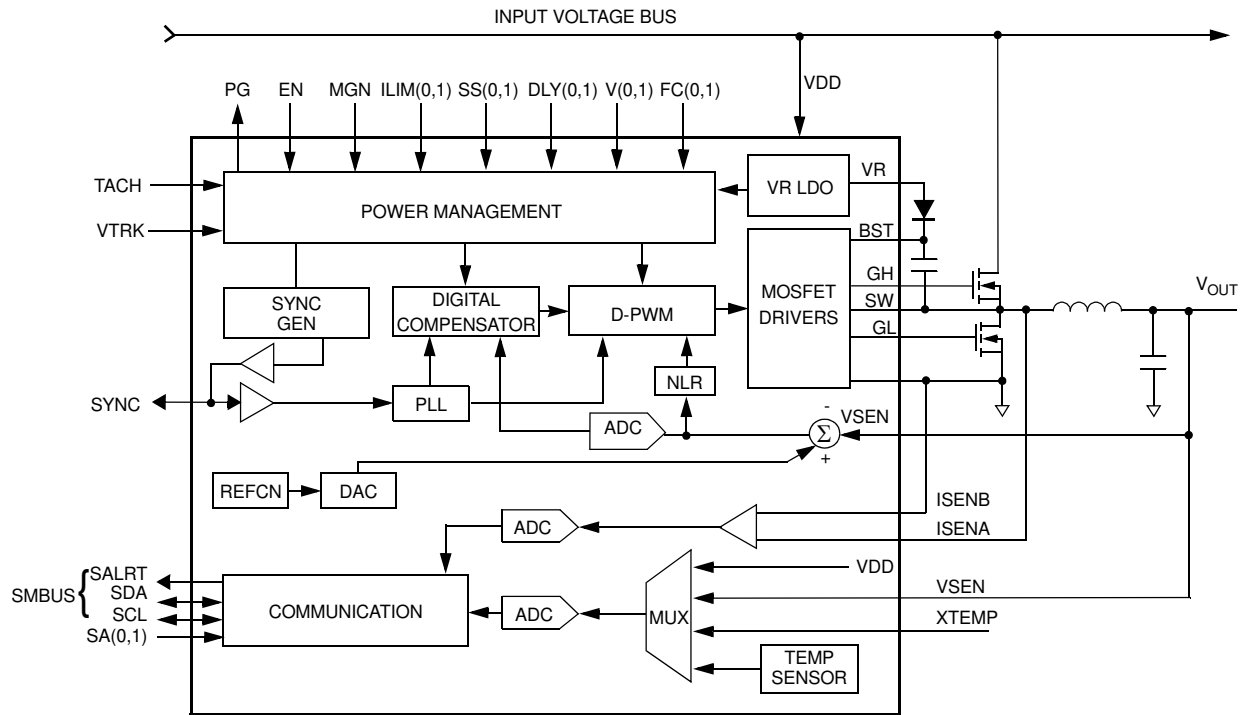 INPUT VOLTAGE BUS
VDD
PG
EN
MGN
ILIM(0,1)
SS(0,1)
DLY(0,1)
V(0,1)
FC(0,1)
TACH
VTRK
POWER MANAGEMENT
VR LDO
VR
BST
GH
SW
GL
VOUT
SYNC
GEN
DIGITAL
COMPENSATOR
D-PWM
MOSFET
DRIVERS
NLR
SYNC
PLL
ADC
-
Σ
+
VSEN
REFCN
DAC
ISENB
ISENA
ADC
SMBUS {
SALRT
SDA
SCL
SA(0,1)
COMMUNICATION
ADC
MUX
VDD
VSEN
XTEMP
TEMP
SENSOR